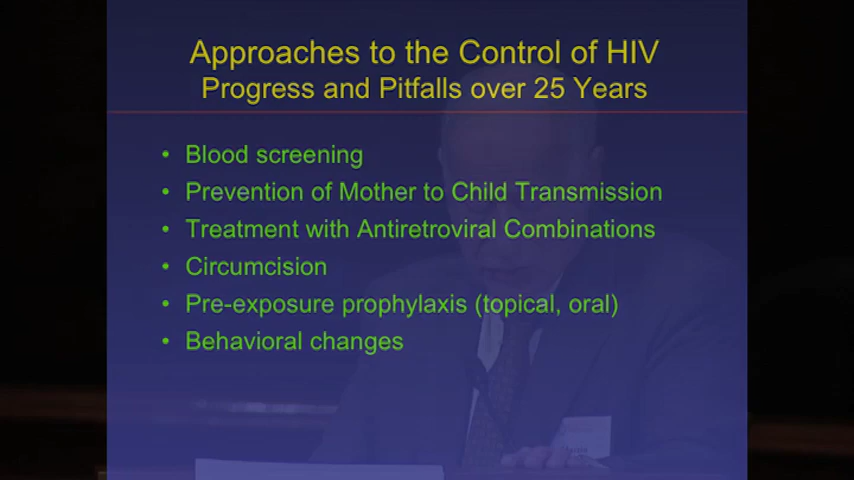 Approaches to the Control of HIV
Progress and Pitfalls over 25 Years
• Blood screening
• Prevention of Mother to Child Transmission
• Treatment with Antiretroviral Combinations
• Circumcision
• Pre-exposure prophylaxis (topical, oral)
• Behavioral changes